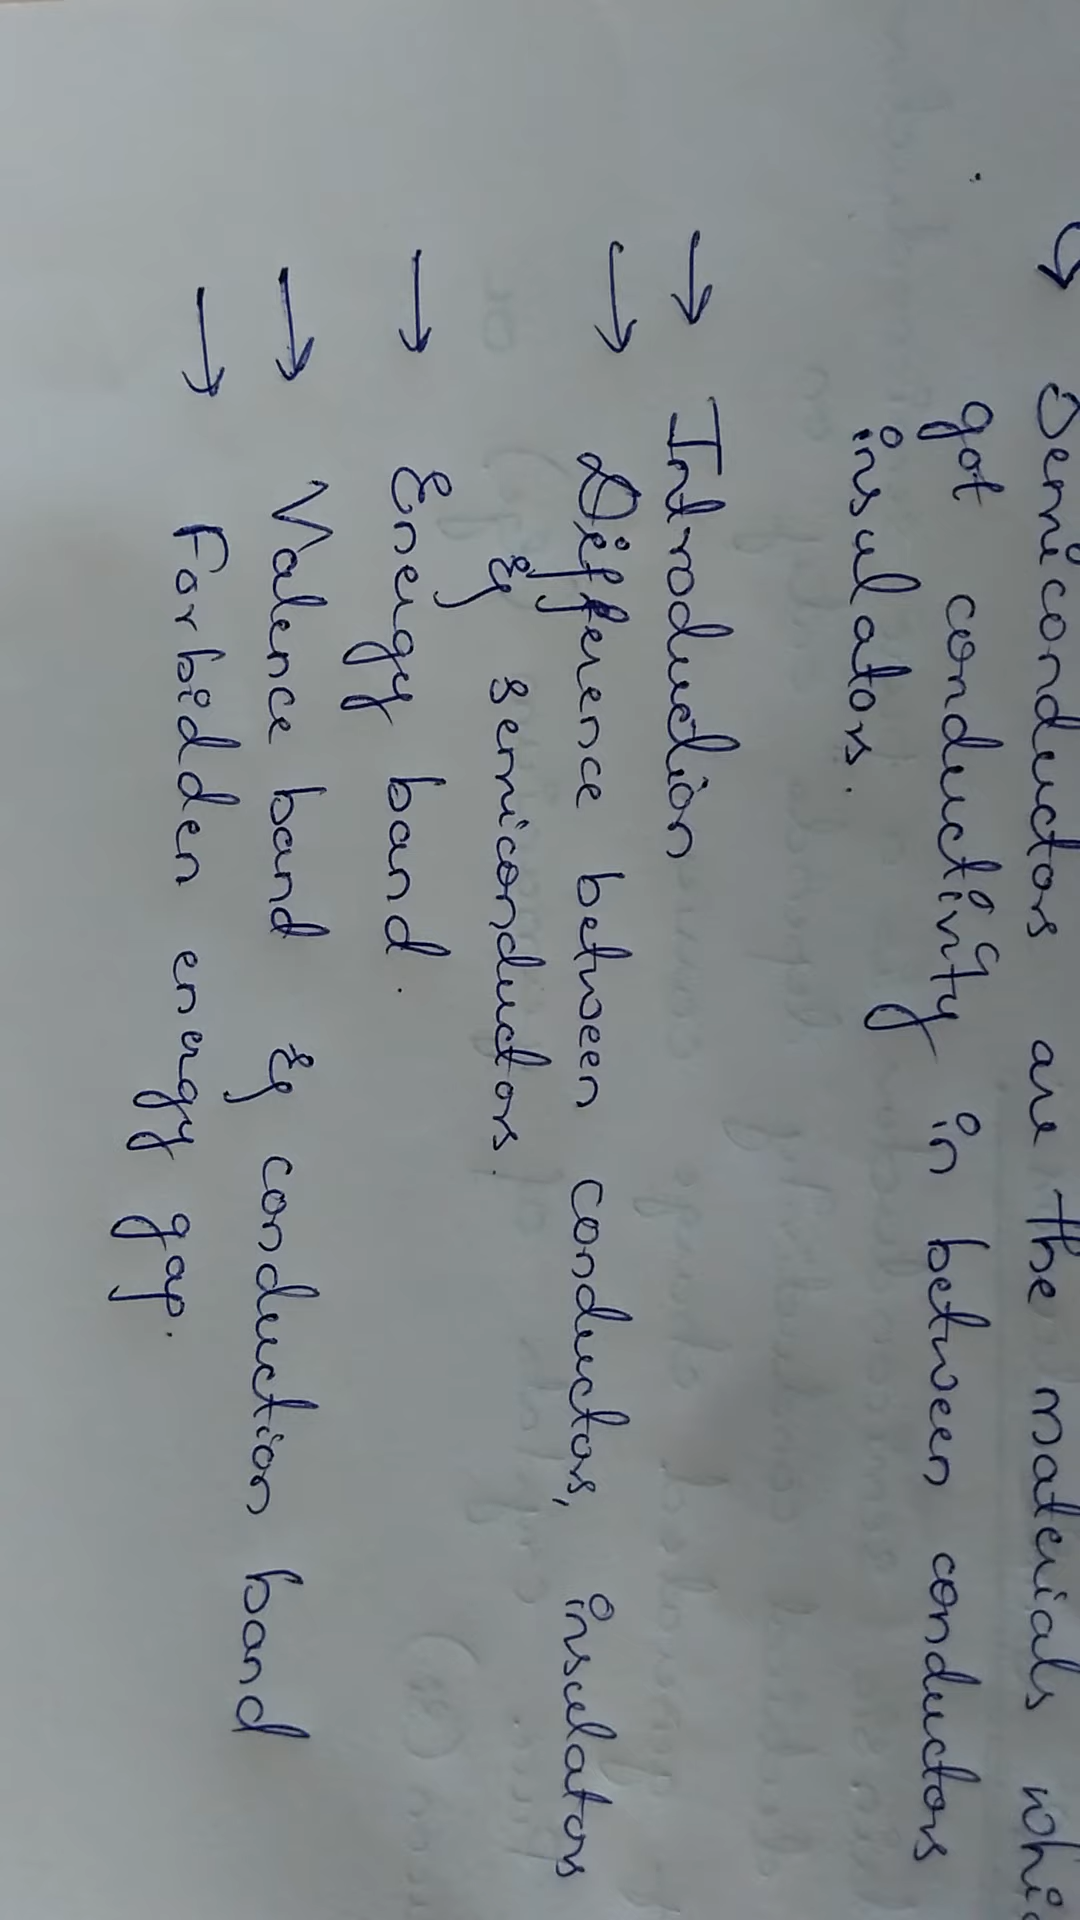 ↳ Semiconductors are the materials
got conductivity in between conductors
insulators.
→ Introduction
→ Difference between conductors, insulators
& semiconductors.
→ Energy band.
→ Valence band & conduction band
→ Forbidden energy gap.